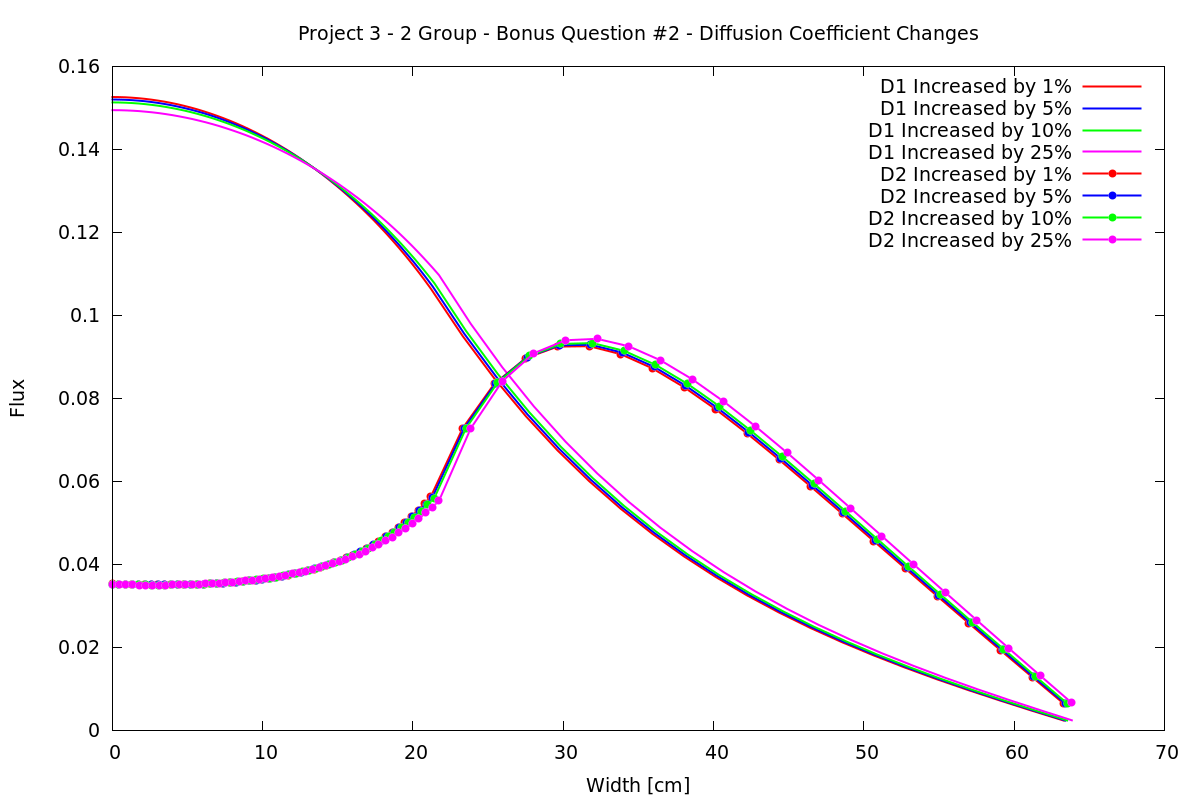 Project 3 - 2 Group - Bonus Question #2 - Diffusion Coefficient Changes
0.16
0.14
0.12
0.1
0.08
0.06
0.04
0.02
0
Flux
D1 Increased by 1%
D1 Increased by 5%
D1 Increased by 10%
D1 Increased by 25%
D2 Increased by 1%
D2 Increased by 5%
D2 Increased by 10%
D2 Increased by 25%
0 10 20 30 40 50 60 70
Width [cm]